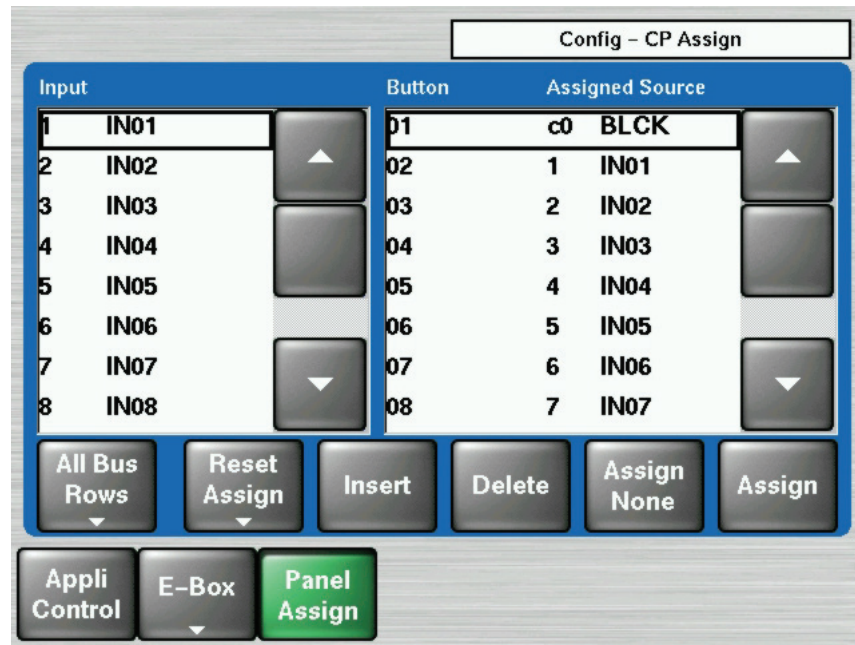 Config – CP Assign
Input
1 IN01
2 IN02
3 IN03
4 IN04
5 IN05
6 IN06
7 IN07
8 IN08
Button Assigned Source
01 c0 BLCK
02 1 IN01
03 2 IN02
04 3 IN03
05 4 IN04
06 5 IN05
07 6 IN06
08 7 IN07
All Bus
Rows
Reset
Assign
Insert
Delete
Assign
None
Assign
Appli
Control
E–Box
Panel
Assign